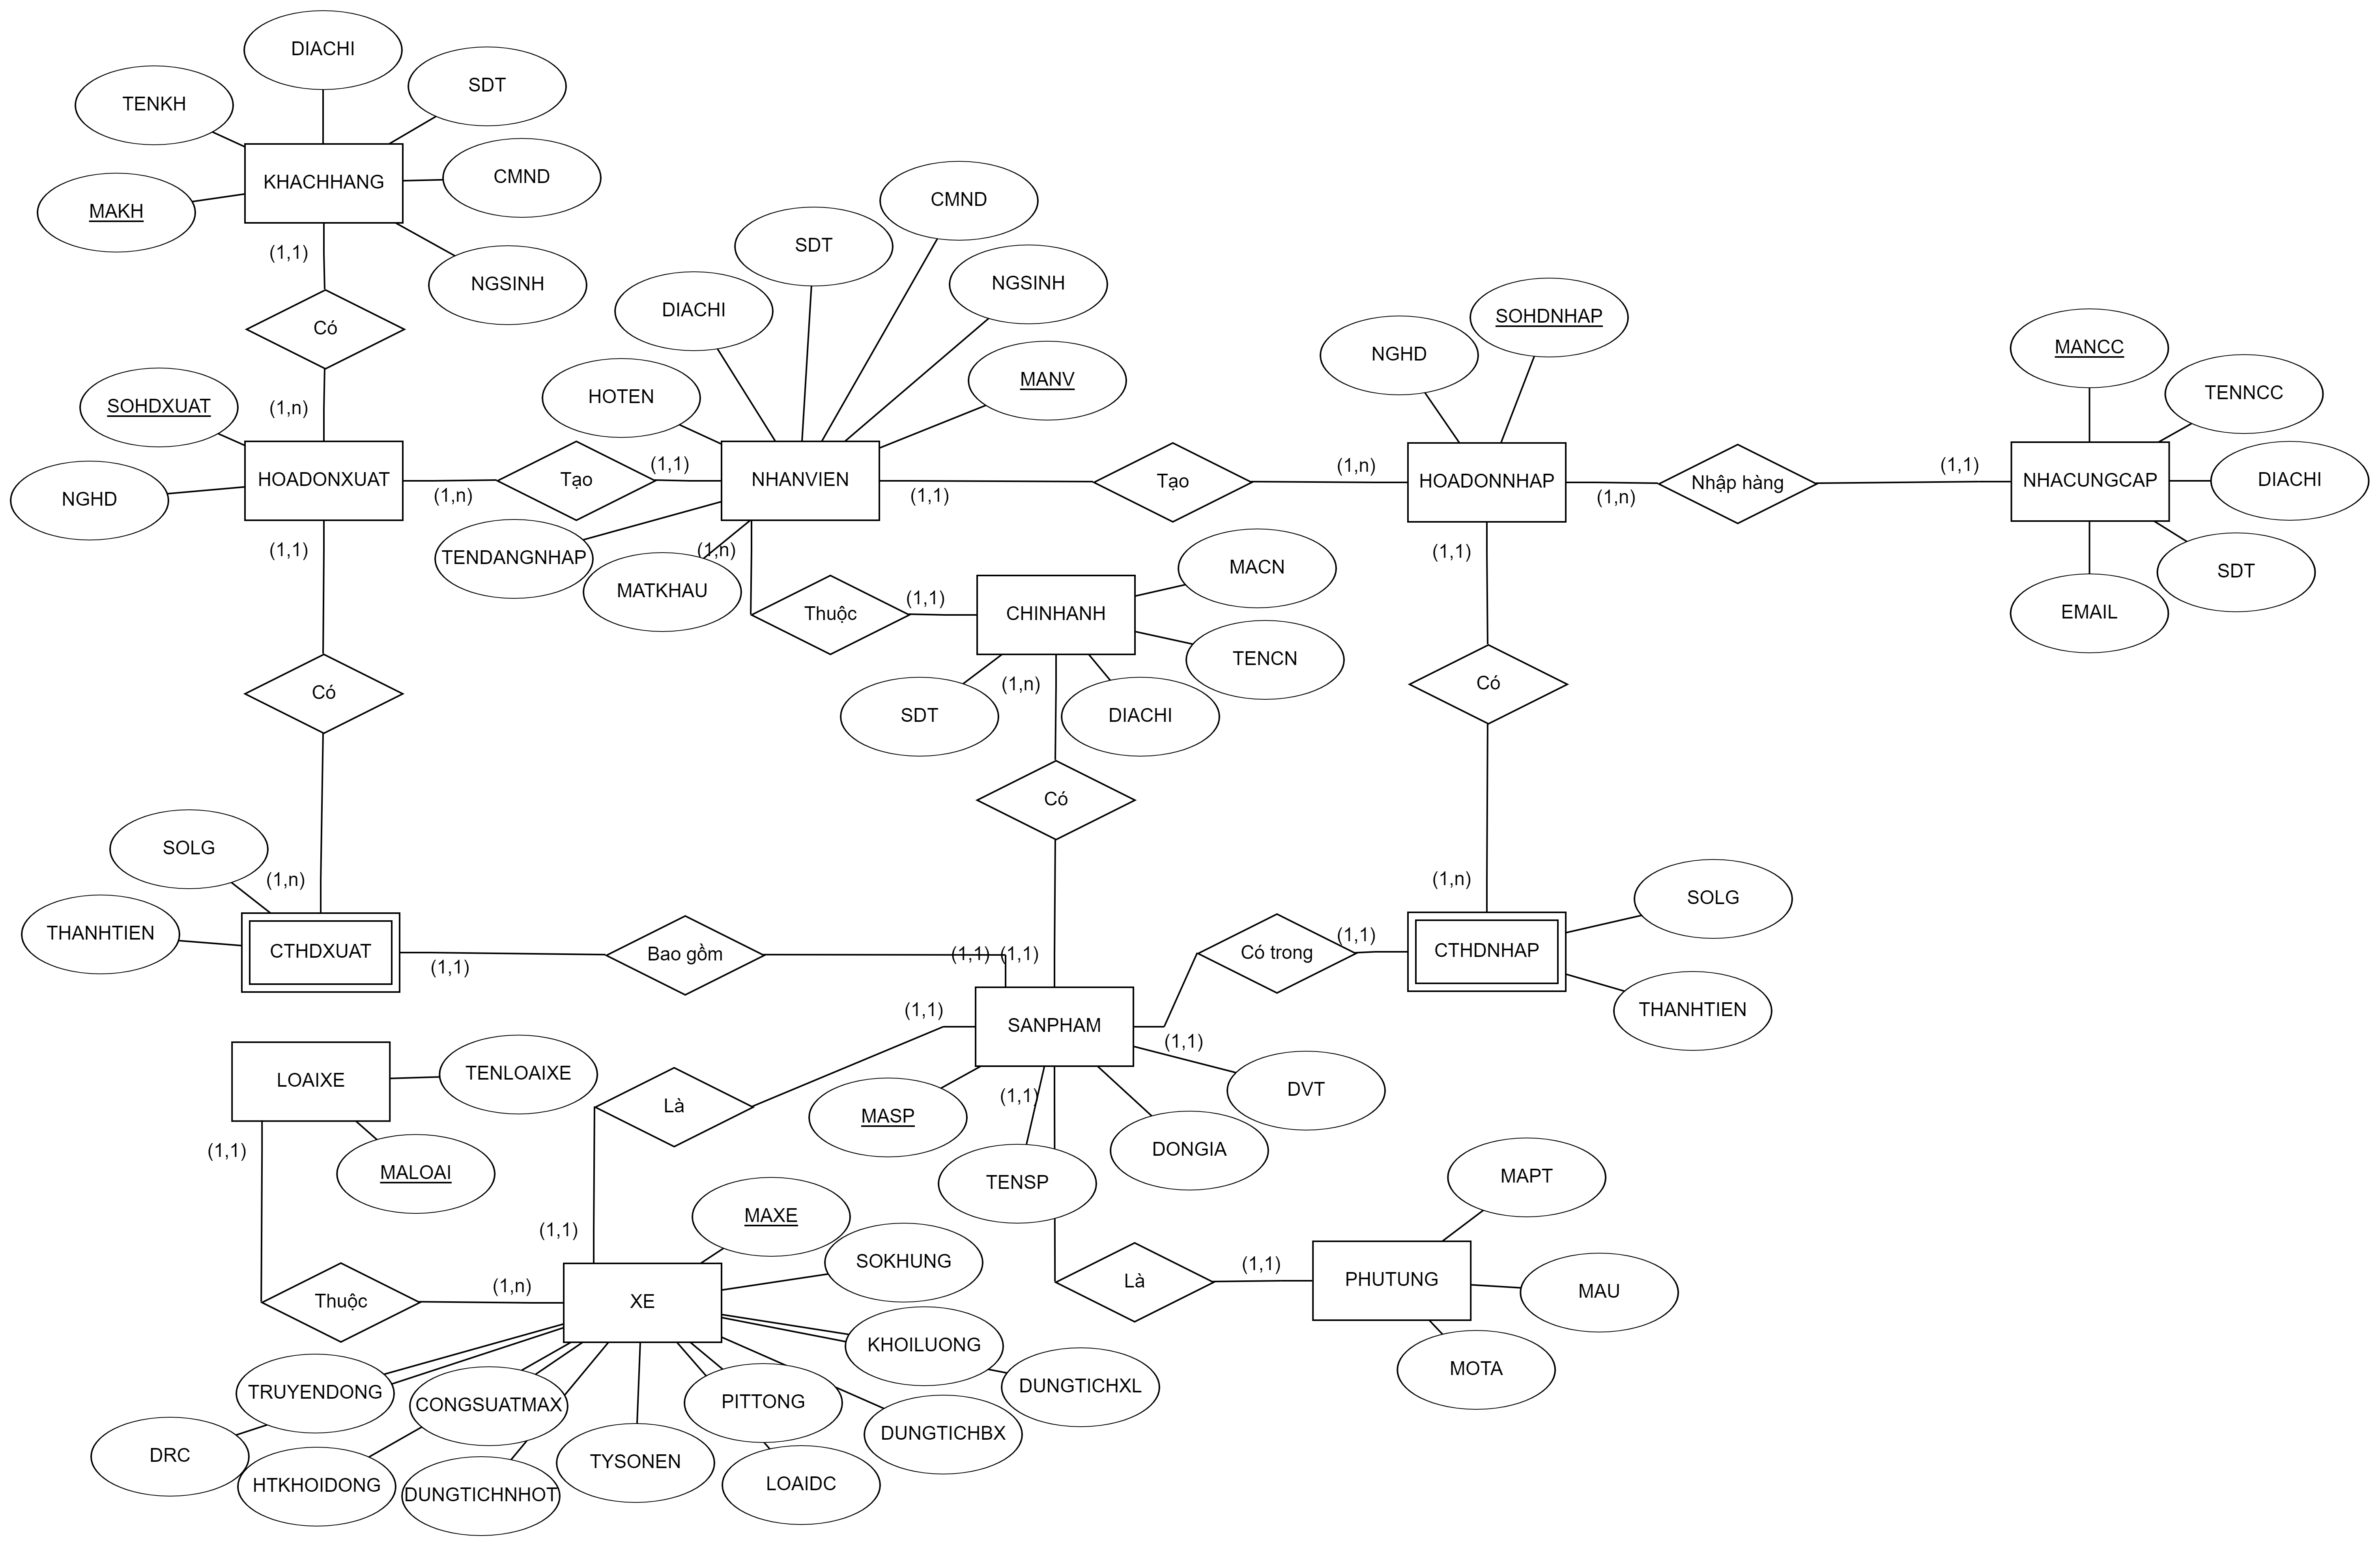 DIACHI
SDT
TENKH
KHACHHANG
CMND
MAKH
NGSINH
(1,1)
Có
(1,n)
SOHDXUAT
HOADONXUAT
NGHD
(1,n)
Tạo
(1,1)
CMND
SDT
NGSINH
DIACHI
MANV
HOTEN
NHANVIEN
TENDANGNHAP
MATKHAU
(1,n)
(1,1)
Tạo
(1,n)
SOHDNHAP
NGHD
HOADONNHAP
(1,n)
Nhập hàng
(1,1)
MANCC
TENNCC
NHACUNGCAP
DIACHI
SDT
EMAIL
Thuộc
(1,1)
CHINHANH
MACN
TENCN
SDT
(1,n)
DIACHI
(1,1)
Có
(1,1)
Có
Có
SOLG
(1,n)
THANHTIEN
CTHDXUAT
(1,1)
Bao gồm
(1,1)
(1,1)
Có trong
(1,1)
(1,n)
CTHDNHAP
SOLG
THANHTIEN
SANPHAM
(1,1)
(1,1)
(1,1)
MASP
TENSP
DONGIA
DVT
LOAIXE
TENLOAIXE
MALOAI
(1,1)
Là
(1,1)
Thuộc
(1,n)
XE
MAXE
SOKHUNG
KHOILUONG
DUNGTICHXL
TRUYENDONG
CONGSUATMAX
PITTONG
DUNGTICHBX
DRC
HTKHOIDONG
DUNGTICHNHOT
TYSONEN
LOAIDC
Là
(1,1)
PHUTUNG
MAPT
MAU
MOTA